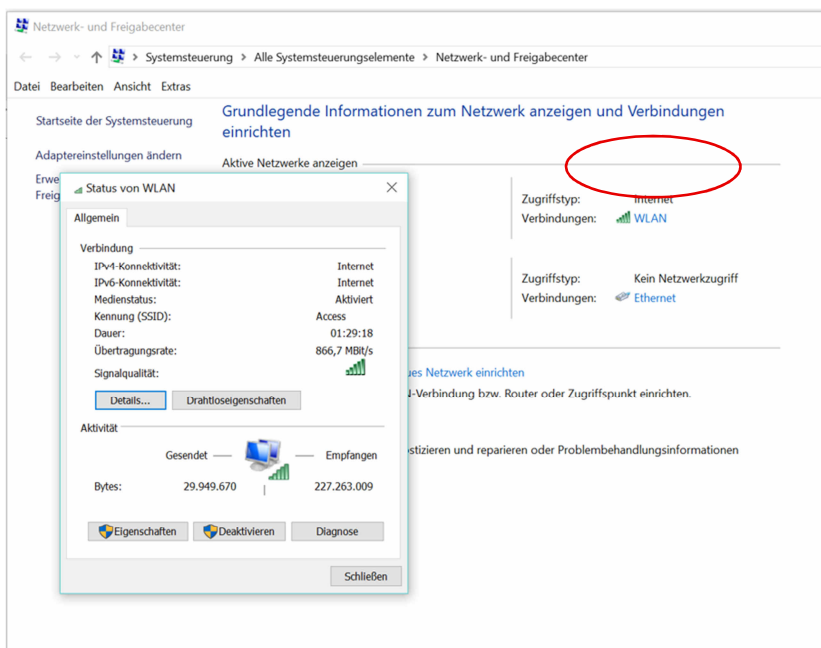 Netzwerk- und Freigabecenter
Systemsteuerung > Alle Systemsteuerungselemente > Netzwerk- und Freigabecenter
Datei Bearbeiten Ansicht Extras
Startseite der Systemsteuerung
Adaptereinstellungen ändern
Erwe
Freig
Grundlegende Informationen zum Netzwerk anzeigen und Verbindungen
einrichten
Aktive Netzwerke anzeigen
Zugriffstyp: Internet
Verbindungen: WLAN
Zugriffstyp: Kein Netzwerkzugriff
Verbindungen: Ethernet
ues Netzwerk einrichten
-Verbindung bzw. Router oder Zugriffspunkt einrichten.
stizieren und reparieren oder Problembehandlungsinformationen
Status von WLAN
Allgemein
Verbindung
IPv4-Konnektivität: Internet
IPv6-Konnektivität: Internet
Medienstatus: Aktiviert
Kennung (SSID): Access
Dauer: 01:29:18
Übertragungsrate: 866,7 MBit/s
Signalqualität:
Details... Drahtloseigenschaften
Aktivität
Gesendet — — Empfangen
Bytes: 29.949.670 | 227.263.009
Eigenschaften Deaktivieren Diagnose
Schließen